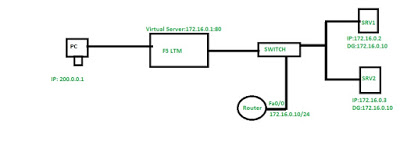 Virtual Server:172.16.0.1:80
PC
F5 LTM
SWITCH
SRV1
IP:172.16.0.2
DG:172.16.0.10
IP: 200.0.0.1
SRV2
IP:172.16.0.3
DG:172.16.0.10
Router
Fa0/0
172.16.0.10/24